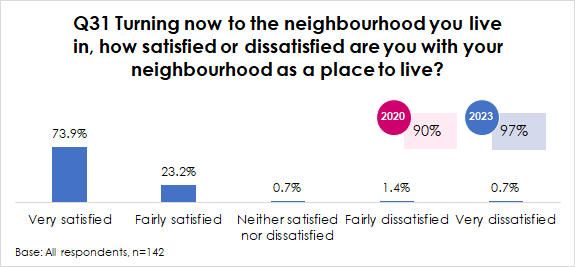 Q31 Turning now to the neighbourhood you live
in, how satisfied or dissatisfied are you with your
neighbourhood as a place to live?
2020
90%
2023
97%
73.9%
23.2%
0.7%
1.4%
0.7%
Very satisfied
Fairly satisfied
Neither satisfied
nor dissatisfied
Fairly dissatisfied
Very dissatisfied
Base: All respondents, n=142